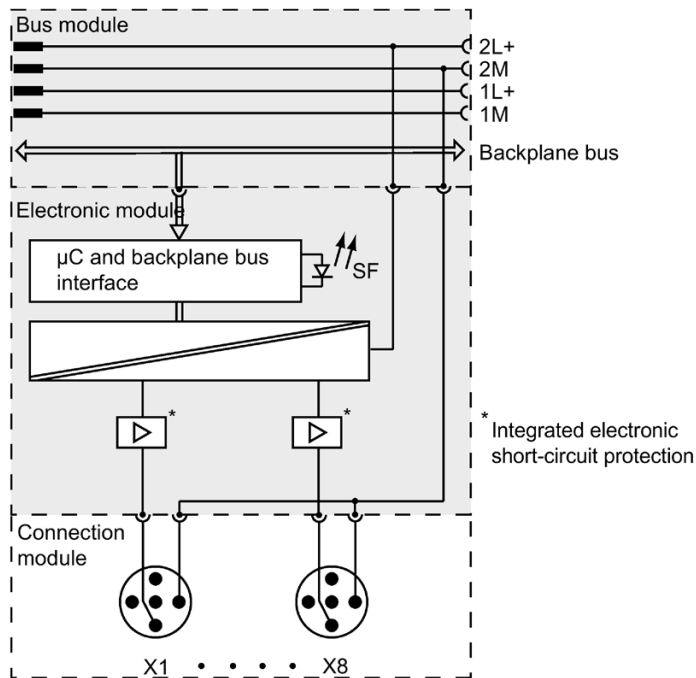 Bus module
2L+
2M
1L+
1M
Backplane bus
Electronic module
µC and backplane bus
interface
SF
*
*
* Integrated electronic
short-circuit protection
Connection
module
X1 • • • • X8